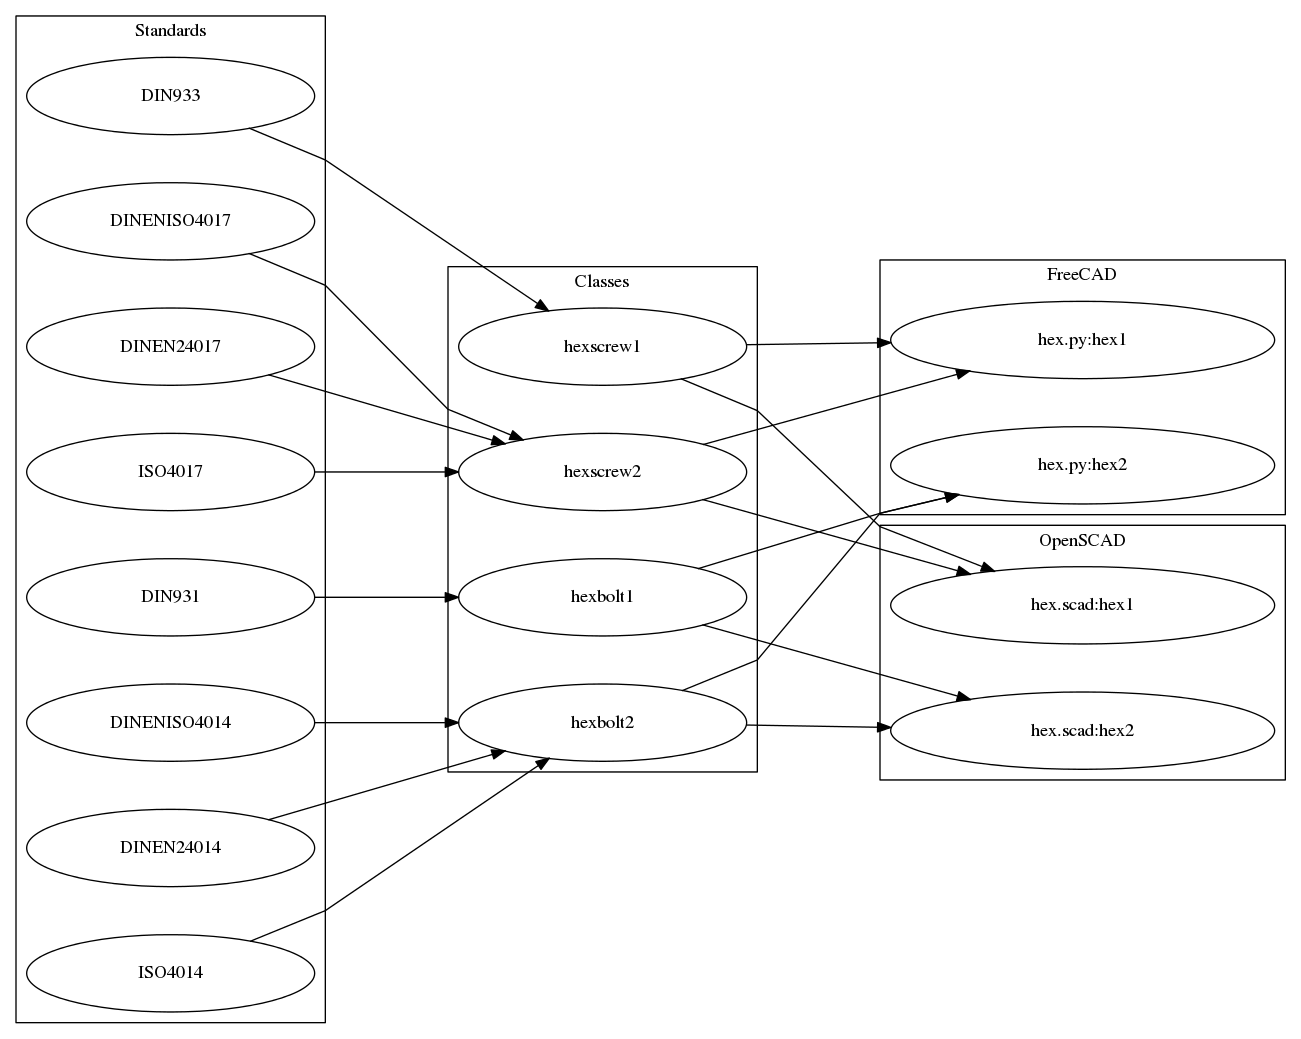 Standards
DIN933
DINENISO4017
DINEN24017
ISO4017
DIN931
DINENISO4014
DINEN24014
ISO4014
Classes
hexscrew1
hexscrew2
hexbolt1
hexbolt2
FreeCAD
hex.py:hex1
hex.py:hex2
OpenSCAD
hex.scad:hex1
hex.scad:hex2